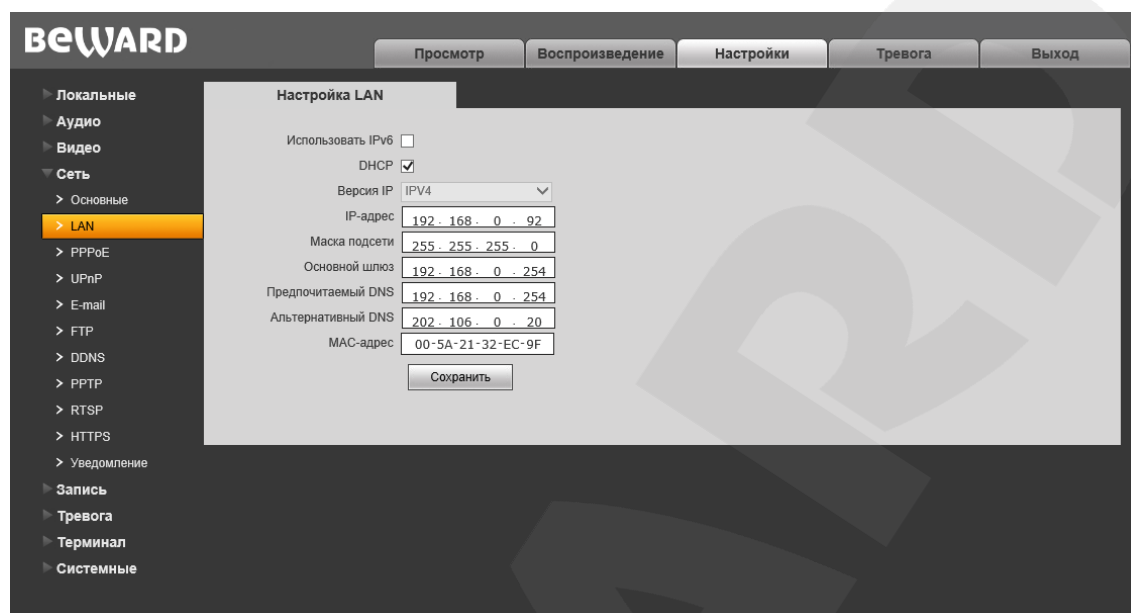 BEWARD
Просмотр Воспроизведение Настройки Тревога Выход
Локальные
Аудио
Видео
Сеть
Основные
LAN
PPPoE
UPnP
E-mail
FTP
DDNS
PPTP
RTSP
HTTPS
Уведомление
Запись
Тревога
Терминал
Системные
Настройка LAN
Использовать IPv6
DHCP
Версия IP IPV4
IP-адрес 192 . 168 . 0 . 92
Маска подсети 255 . 255 . 255 . 0
Основной шлюз 192 . 168 . 0 . 254
Предпочитаемый DNS 192 . 168 . 0 . 254
Альтернативный DNS 202 . 106 . 0 . 20
MAC-адрес 00-5A-21-32-EC-9F
Сохранить